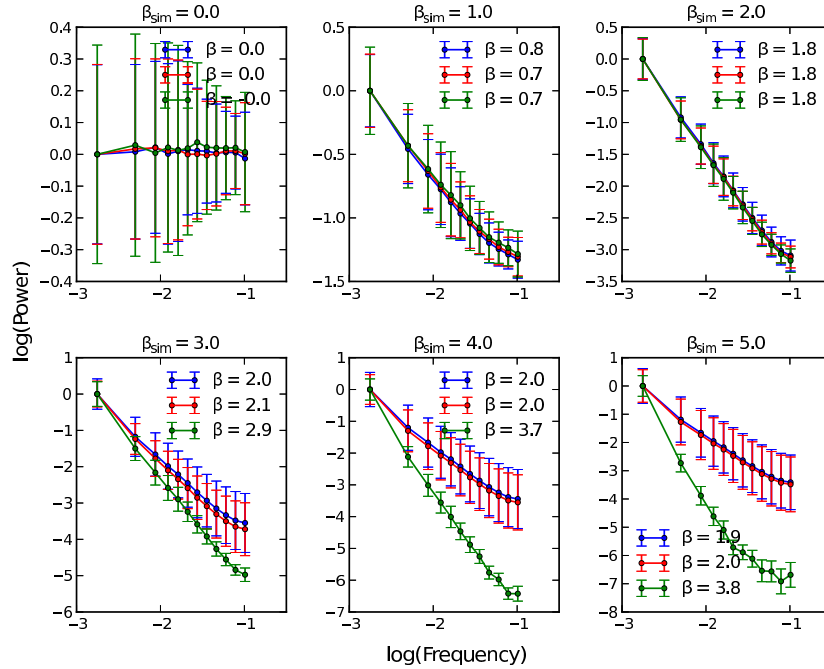 β_sim = 0.0
β_sim = 1.0
β_sim = 2.0
0.4
0.3
0.2
0.1
0.0
−0.1
−0.2
−0.3
−0.4
−3 −2 −1
β = 0.0
β = 0.0
β = −0.0
0.5
0.0
−0.5
−1.0
−1.5
−3 −2 −1
β = 0.8
β = 0.7
β = 0.7
0.5
0.0
−0.5
−1.0
−1.5
−2.0
−2.5
−3.0
−3.5
−3 −2 −1
β = 1.8
β = 1.8
β = 1.8
log(Power)
β_sim = 3.0
β_sim = 4.0
β_sim = 5.0
1
0
−1
−2
−3
−4
−5
−6
−3 −2 −1
β = 2.0
β = 2.1
β = 2.9
1
0
−1
−2
−3
−4
−5
−6
−7
−3 −2 −1
β = 2.0
β = 2.0
β = 3.7
1
0
−1
−2
−3
−4
−5
−6
−7
−8
−3 −2 −1
β = 1.9
β = 2.0
β = 3.8
log(Frequency)